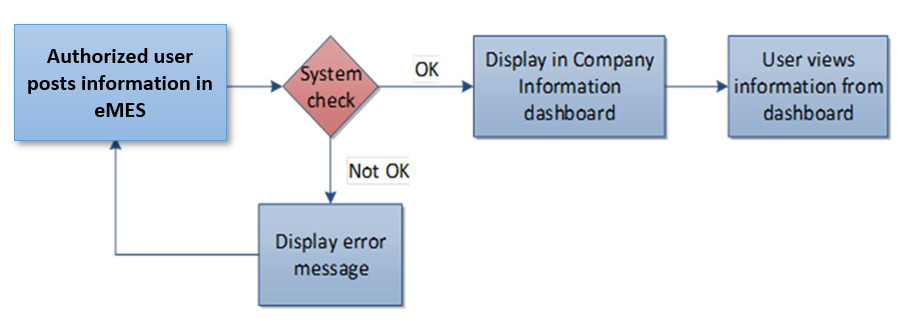 Authorized user
posts information in
eMES
System
check
OK
Display in Company
Information
dashboard
User views
information from
dashboard
Not OK
Display error
message